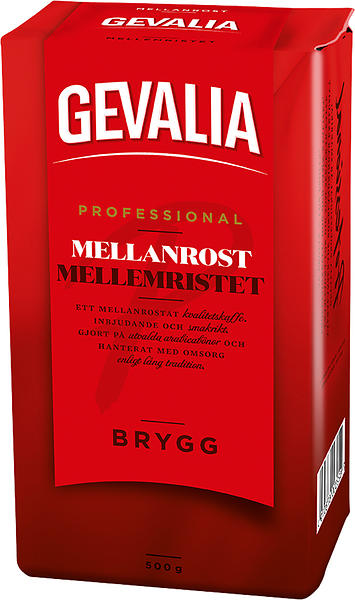 MELLANROST
MELLEMRISTET
GEVALIA
PROFESSIONAL
MELLANROST
MELLEMRISTET
ETT MELLANROSTAT kvalitetskaffe.
INBJUDANDE OCH smakrikt,
GJORT PÅ utvalda arabicabönor OCH
HANTERAT MED OMSORG
enligt lång tradition.
BRYGG
500 g